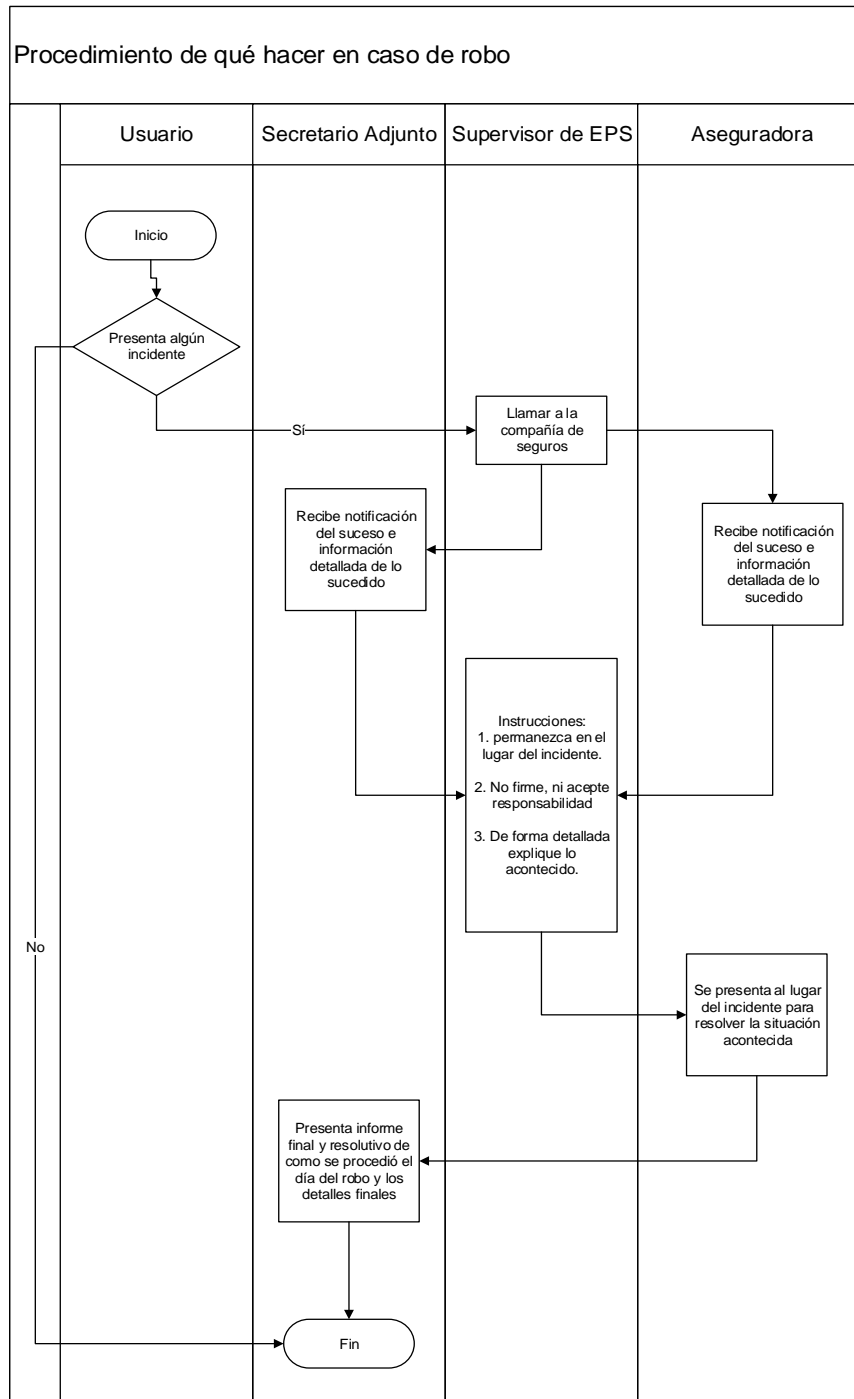 Procedimiento de qué hacer en caso de robo
Usuario
Secretario Adjunto
Supervisor de EPS
Aseguradora
Inicio
Presenta algún
incidente
Sí
Llamar a la
compañía de
seguros
Recibe notificación
del suceso e
información
detallada de lo
sucedido
Recibe notificación
del suceso e
información
detallada de lo
sucedido
Instrucciones:
1. permanezca en el
lugar del incidente.
2. No firme, ni acepte
responsabilidad
3. De forma detallada
explique lo
acontecido.
No
Se presenta al lugar
del incidente para
resolver la situación
acontecida
Presenta informe
final y resolutivo de
como se procedió el
día del robo y los
detalles finales
Fin